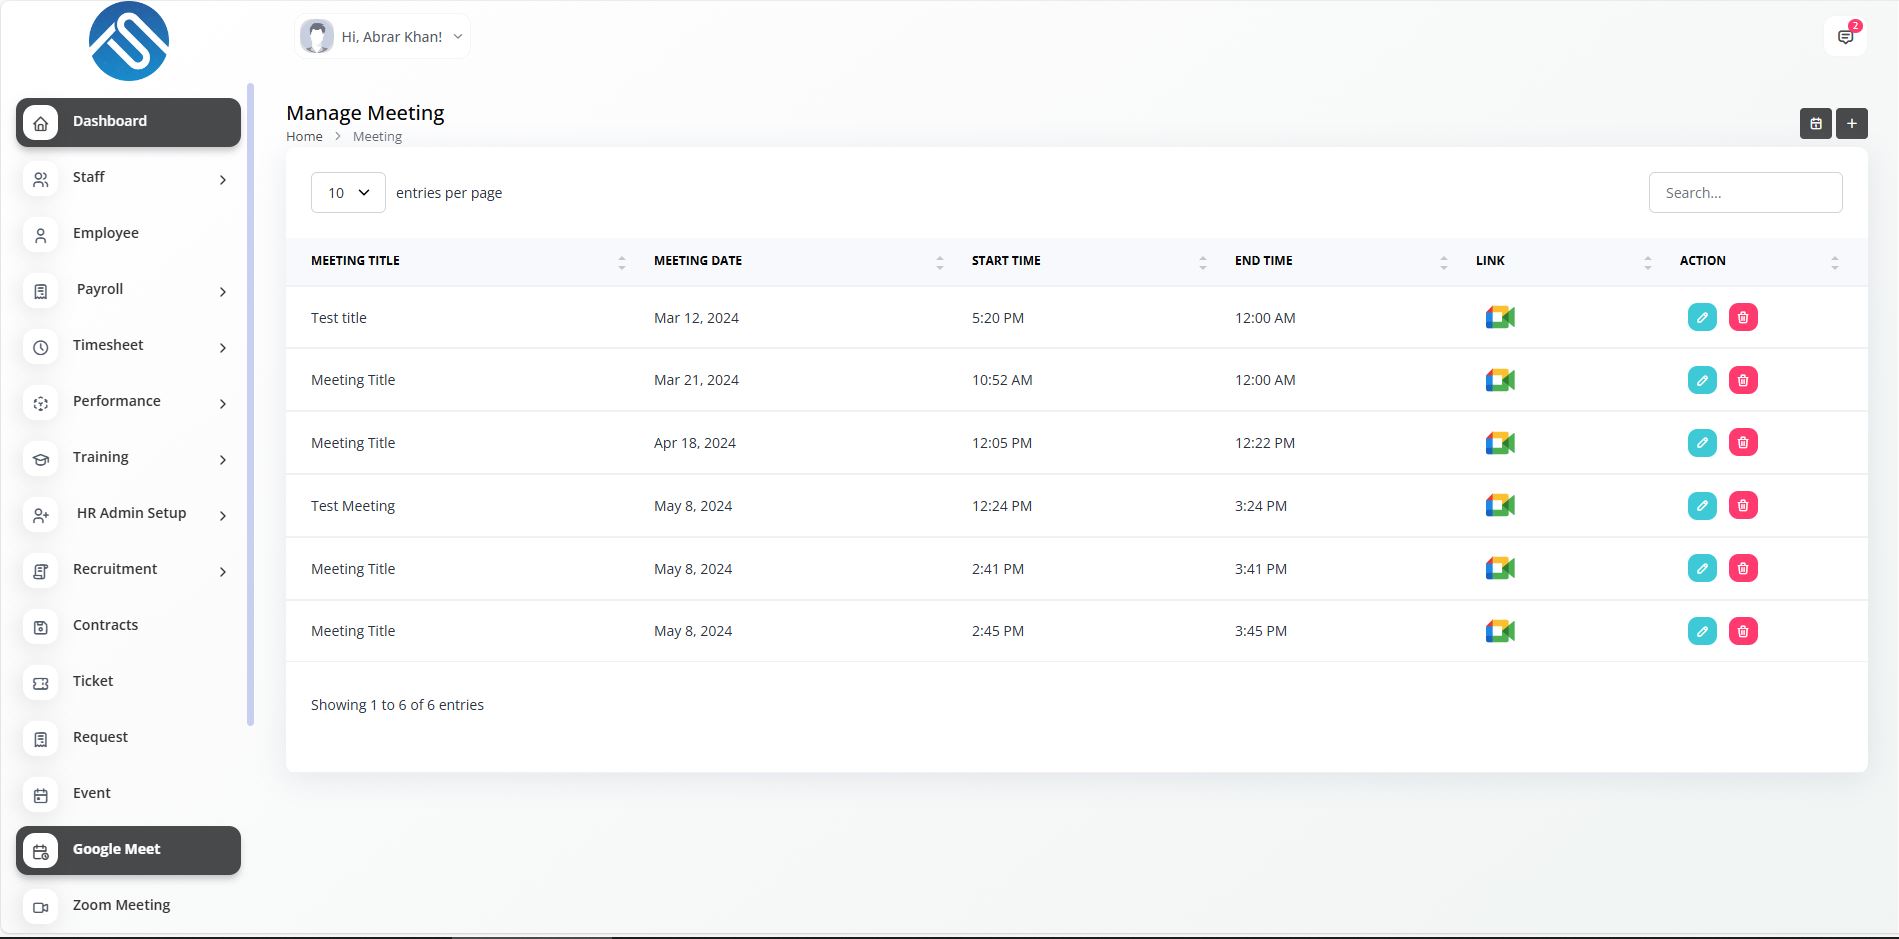 Hi, Abrar Khan!
2
Dashboard
Staff
Employee
Payroll
Timesheet
Performance
Training
HR Admin Setup
Recruitment
Contracts
Ticket
Request
Event
Google Meet
Zoom Meeting
Manage Meeting
Home > Meeting
10 entries per page
Search...
MEETING TITLE MEETING DATE START TIME END TIME LINK ACTION
Test title Mar 12, 2024 5:20 PM 12:00 AM
Meeting Title Mar 21, 2024 10:52 AM 12:00 AM
Meeting Title Apr 18, 2024 12:05 PM 12:22 PM
Test Meeting May 8, 2024 12:24 PM 3:24 PM
Meeting Title May 8, 2024 2:41 PM 3:41 PM
Meeting Title May 8, 2024 2:45 PM 3:45 PM
Showing 1 to 6 of 6 entries